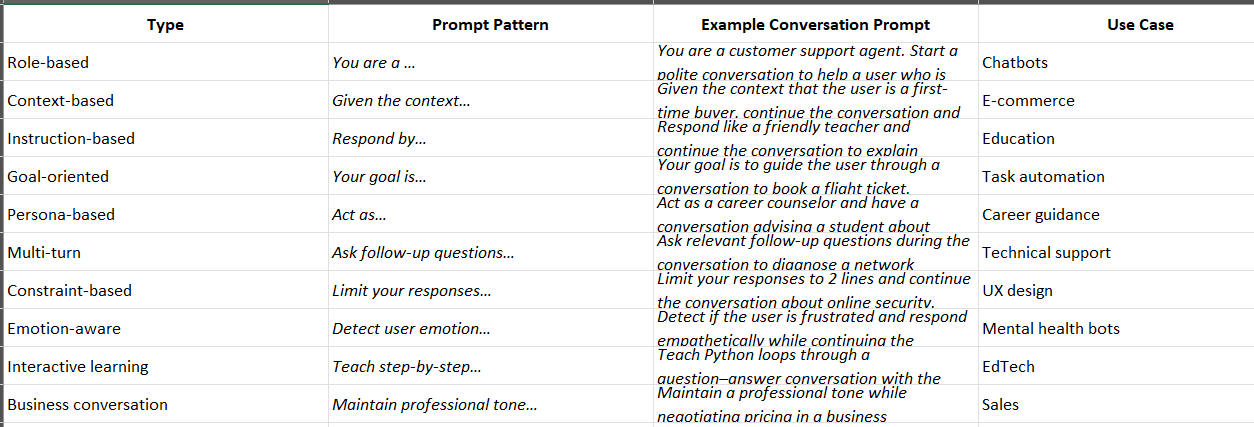 Type Prompt Pattern Example Conversation Prompt Use Case
Role-based You are a … You are a customer support agent. Start a
polite conversation to help a user who is Chatbots
Context-based Given the context… Given the context that the user is a first-
time buyer, continue the conversation and E-commerce
Instruction-based Respond by… Respond like a friendly teacher and
continue the conversation to explain Education
Goal-oriented Your goal is… Your goal is to guide the user through a
conversation to book a flight ticket. Task automation
Persona-based Act as… Act as a career counselor and have a
conversation advising a student about Career guidance
Multi-turn Ask follow-up questions… Ask relevant follow-up questions during the
conversation to diagnose a network Technical support
Constraint-based Limit your responses… Limit your responses to 2 lines and continue
the conversation about online security. UX design
Emotion-aware Detect user emotion… Detect if the user is frustrated and respond
empathetically while continuing the Mental health bots
Interactive learning Teach step-by-step… Teach Python loops through a
question–answer conversation with the EdTech
Business conversation Maintain professional tone… Maintain a professional tone while
negotiating pricing in a business Sales